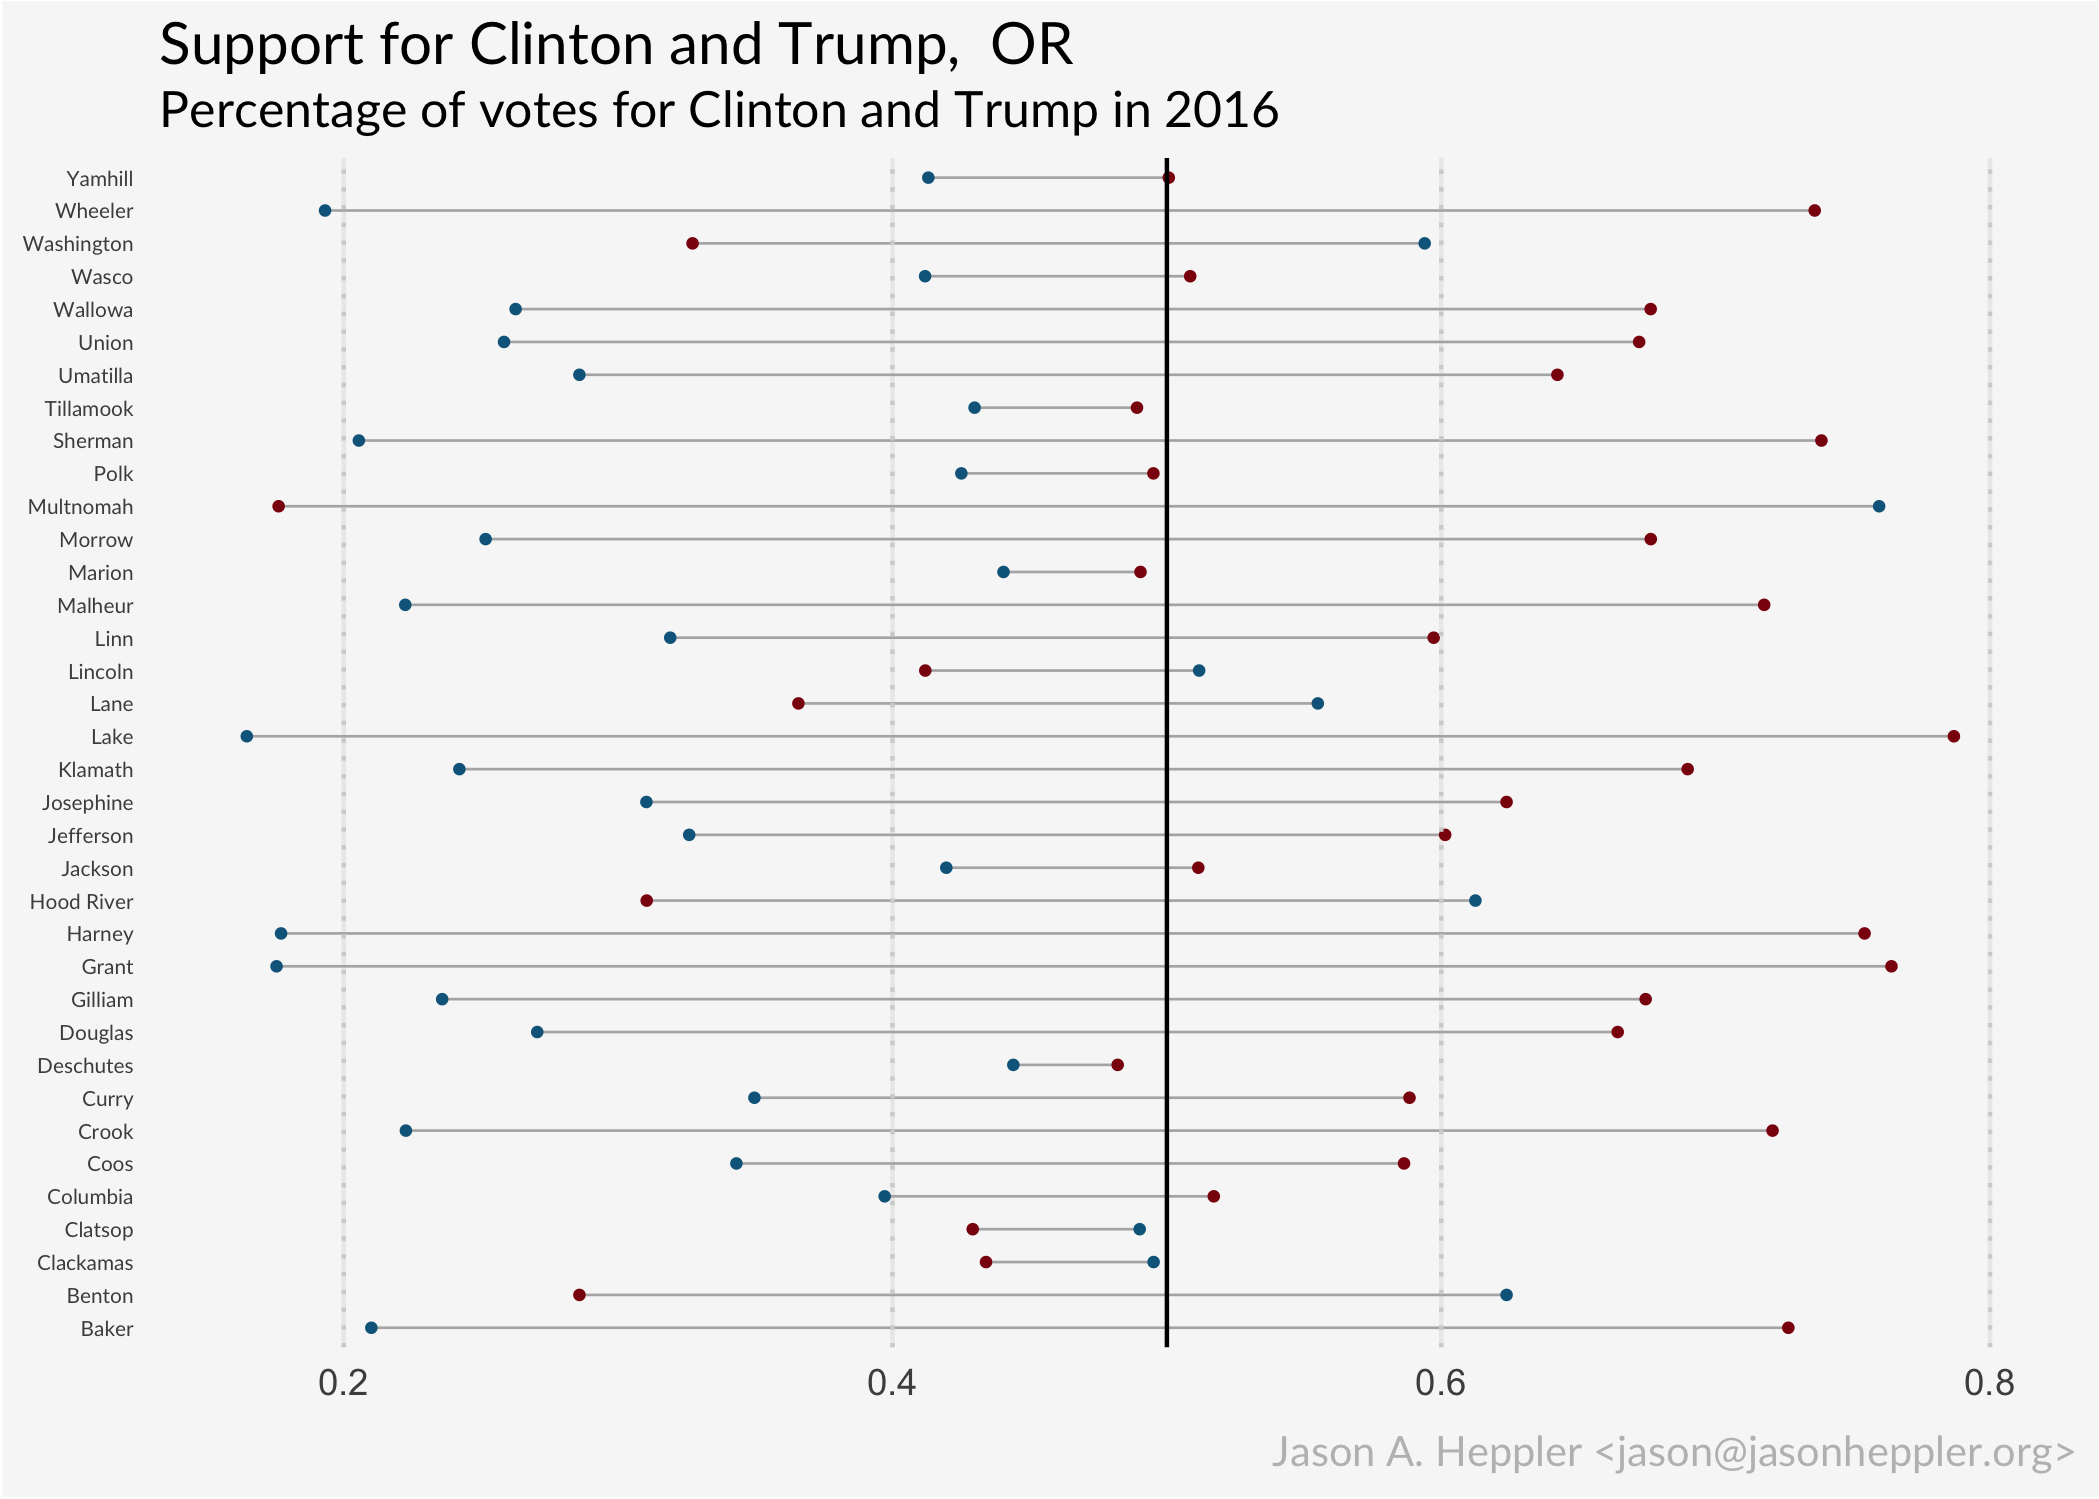 Support for Clinton and Trump,  OR
Percentage of votes for Clinton and Trump in 2016
Yamhill
Wheeler
Washington
Wasco
Wallowa
Union
Umatilla
Tillamook
Sherman
Polk
Multnomah
Morrow
Marion
Malheur
Linn
Lincoln
Lane
Lake
Klamath
Josephine
Jefferson
Jackson
Hood River
Harney
Grant
Gilliam
Douglas
Deschutes
Curry
Crook
Coos
Columbia
Clatsop
Clackamas
Benton
Baker
0.2 0.4 0.6 0.8
Jason A. Heppler <jason@jasonheppler.org>